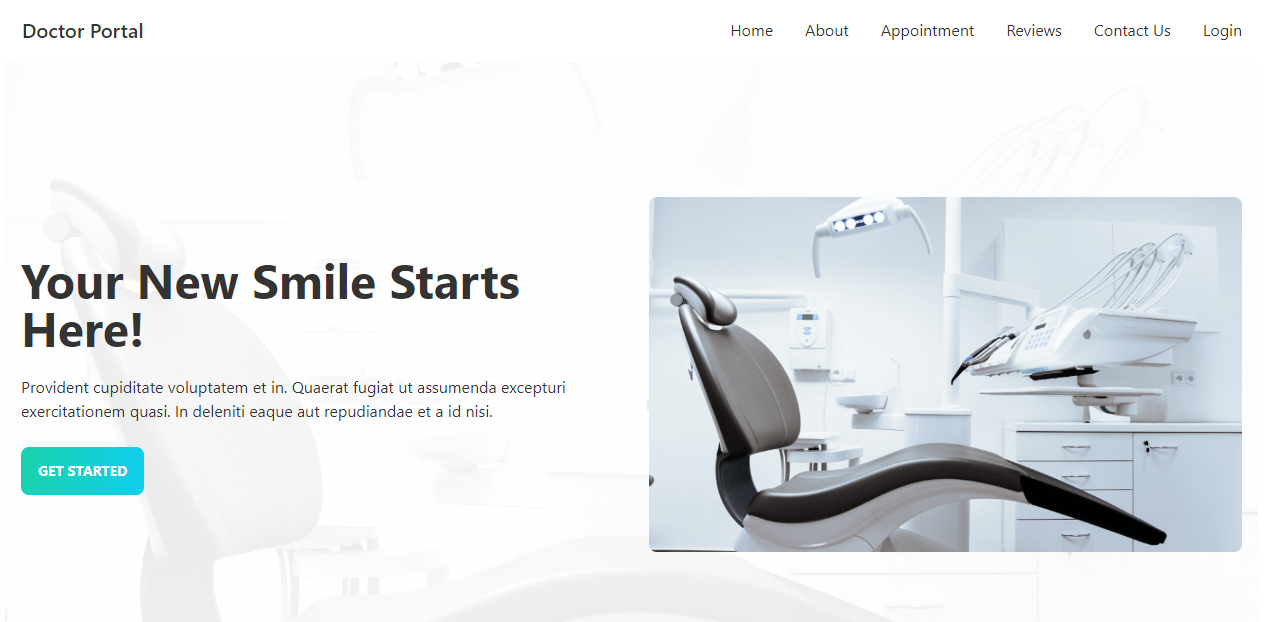 Doctor Portal
Home About Appointment Reviews Contact Us Login
Your New Smile Starts
Here!
Provident cupiditate voluptatem et in. Quaerat fugiat ut assumenda excepturi
exercitationem quasi. In deleniti eaque aut repudiandae et a id nisi.
GET STARTED